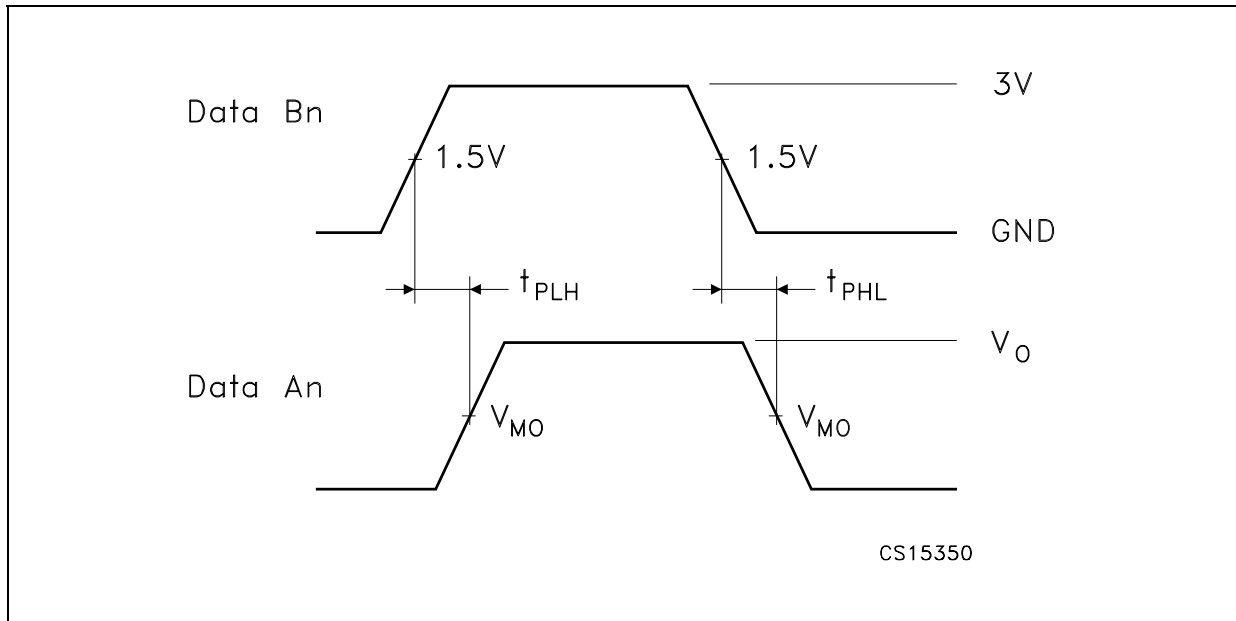 3V
Data Bn
1.5V
1.5V
GND
tPLH
tPHL
VO
Data An
VMO
VMO
CS15350